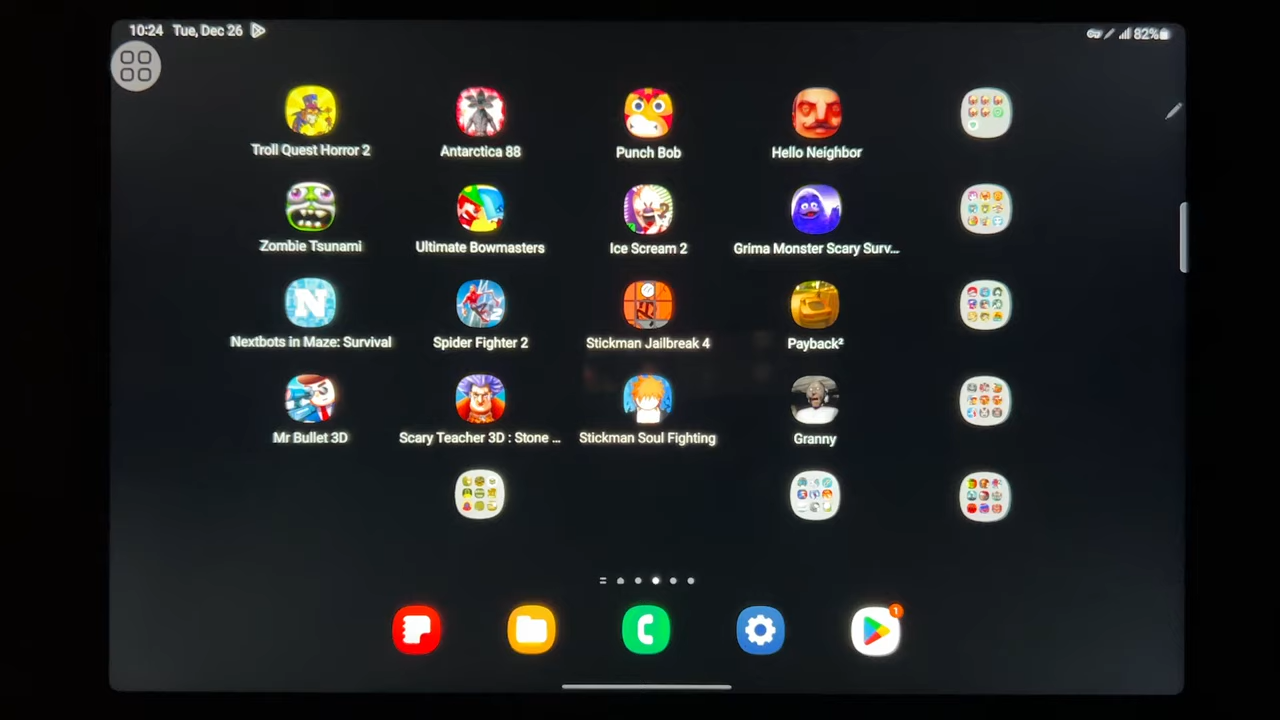 10:24 Tue, Dec 26
82%
Troll Quest Horror 2
Antarctica 88
Punch Bob
Hello Neighbor
Zombie Tsunami
Ultimate Bowmasters
Ice Scream 2
Grima Monster Scary Surv...
N
Nextbots in Maze: Survival
2
Spider Fighter 2
Stickman Jailbreak 4
Payback²
Mr Bullet 3D
Scary Teacher 3D : Stone ...
Stickman Soul Fighting
Granny
1